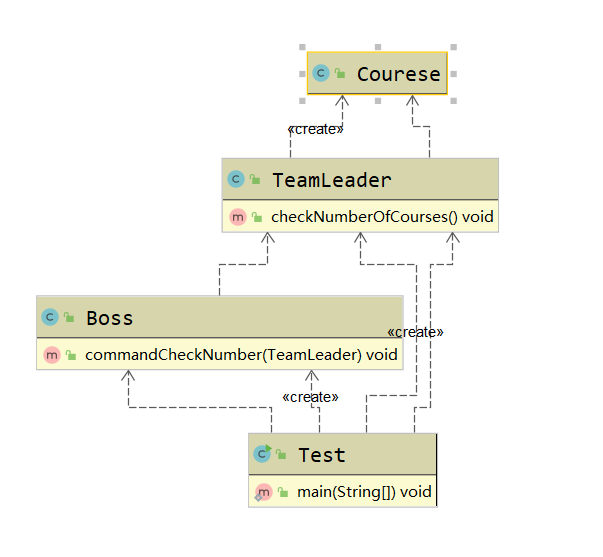 C Courese
«create»
C TeamLeader
m checkNumberOfCourses() void
C Boss
«create»
m commandCheckNumber(TeamLeader) void
«create»
C Test
m main(String[]) void